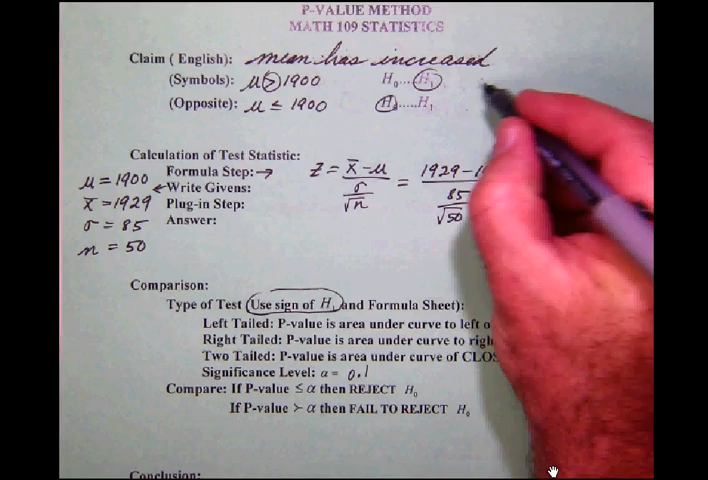 P-VALUE METHOD
MATH 109 STATISTICS
Claim ( English): mean has increased
(Symbols): μ > 1900 H₀....H₁
(Opposite): μ ≤ 1900 H₀.....H₁
Calculation of Test Statistic:
Formula Step: → z = (x̄ - μ) / (σ / √n) = (1929 - 1 / (85 / √50)
μ = 1900
← Write Givens:
x̄ = 1929 Plug-in Step:
σ = 85 Answer:
n = 50
Comparison:
Type of Test (Use sign of H₁ and Formula Sheet):
Left Tailed: P-value is area under curve to left o
Right Tailed: P-value is area under curve to righ
Two Tailed: P-value is area under curve of CLOS
Significance Level: α = 0.1
Compare: If P-value ≤ α then REJECT H₀
If P-value > α then FAIL TO REJECT H₀
Conclusion: